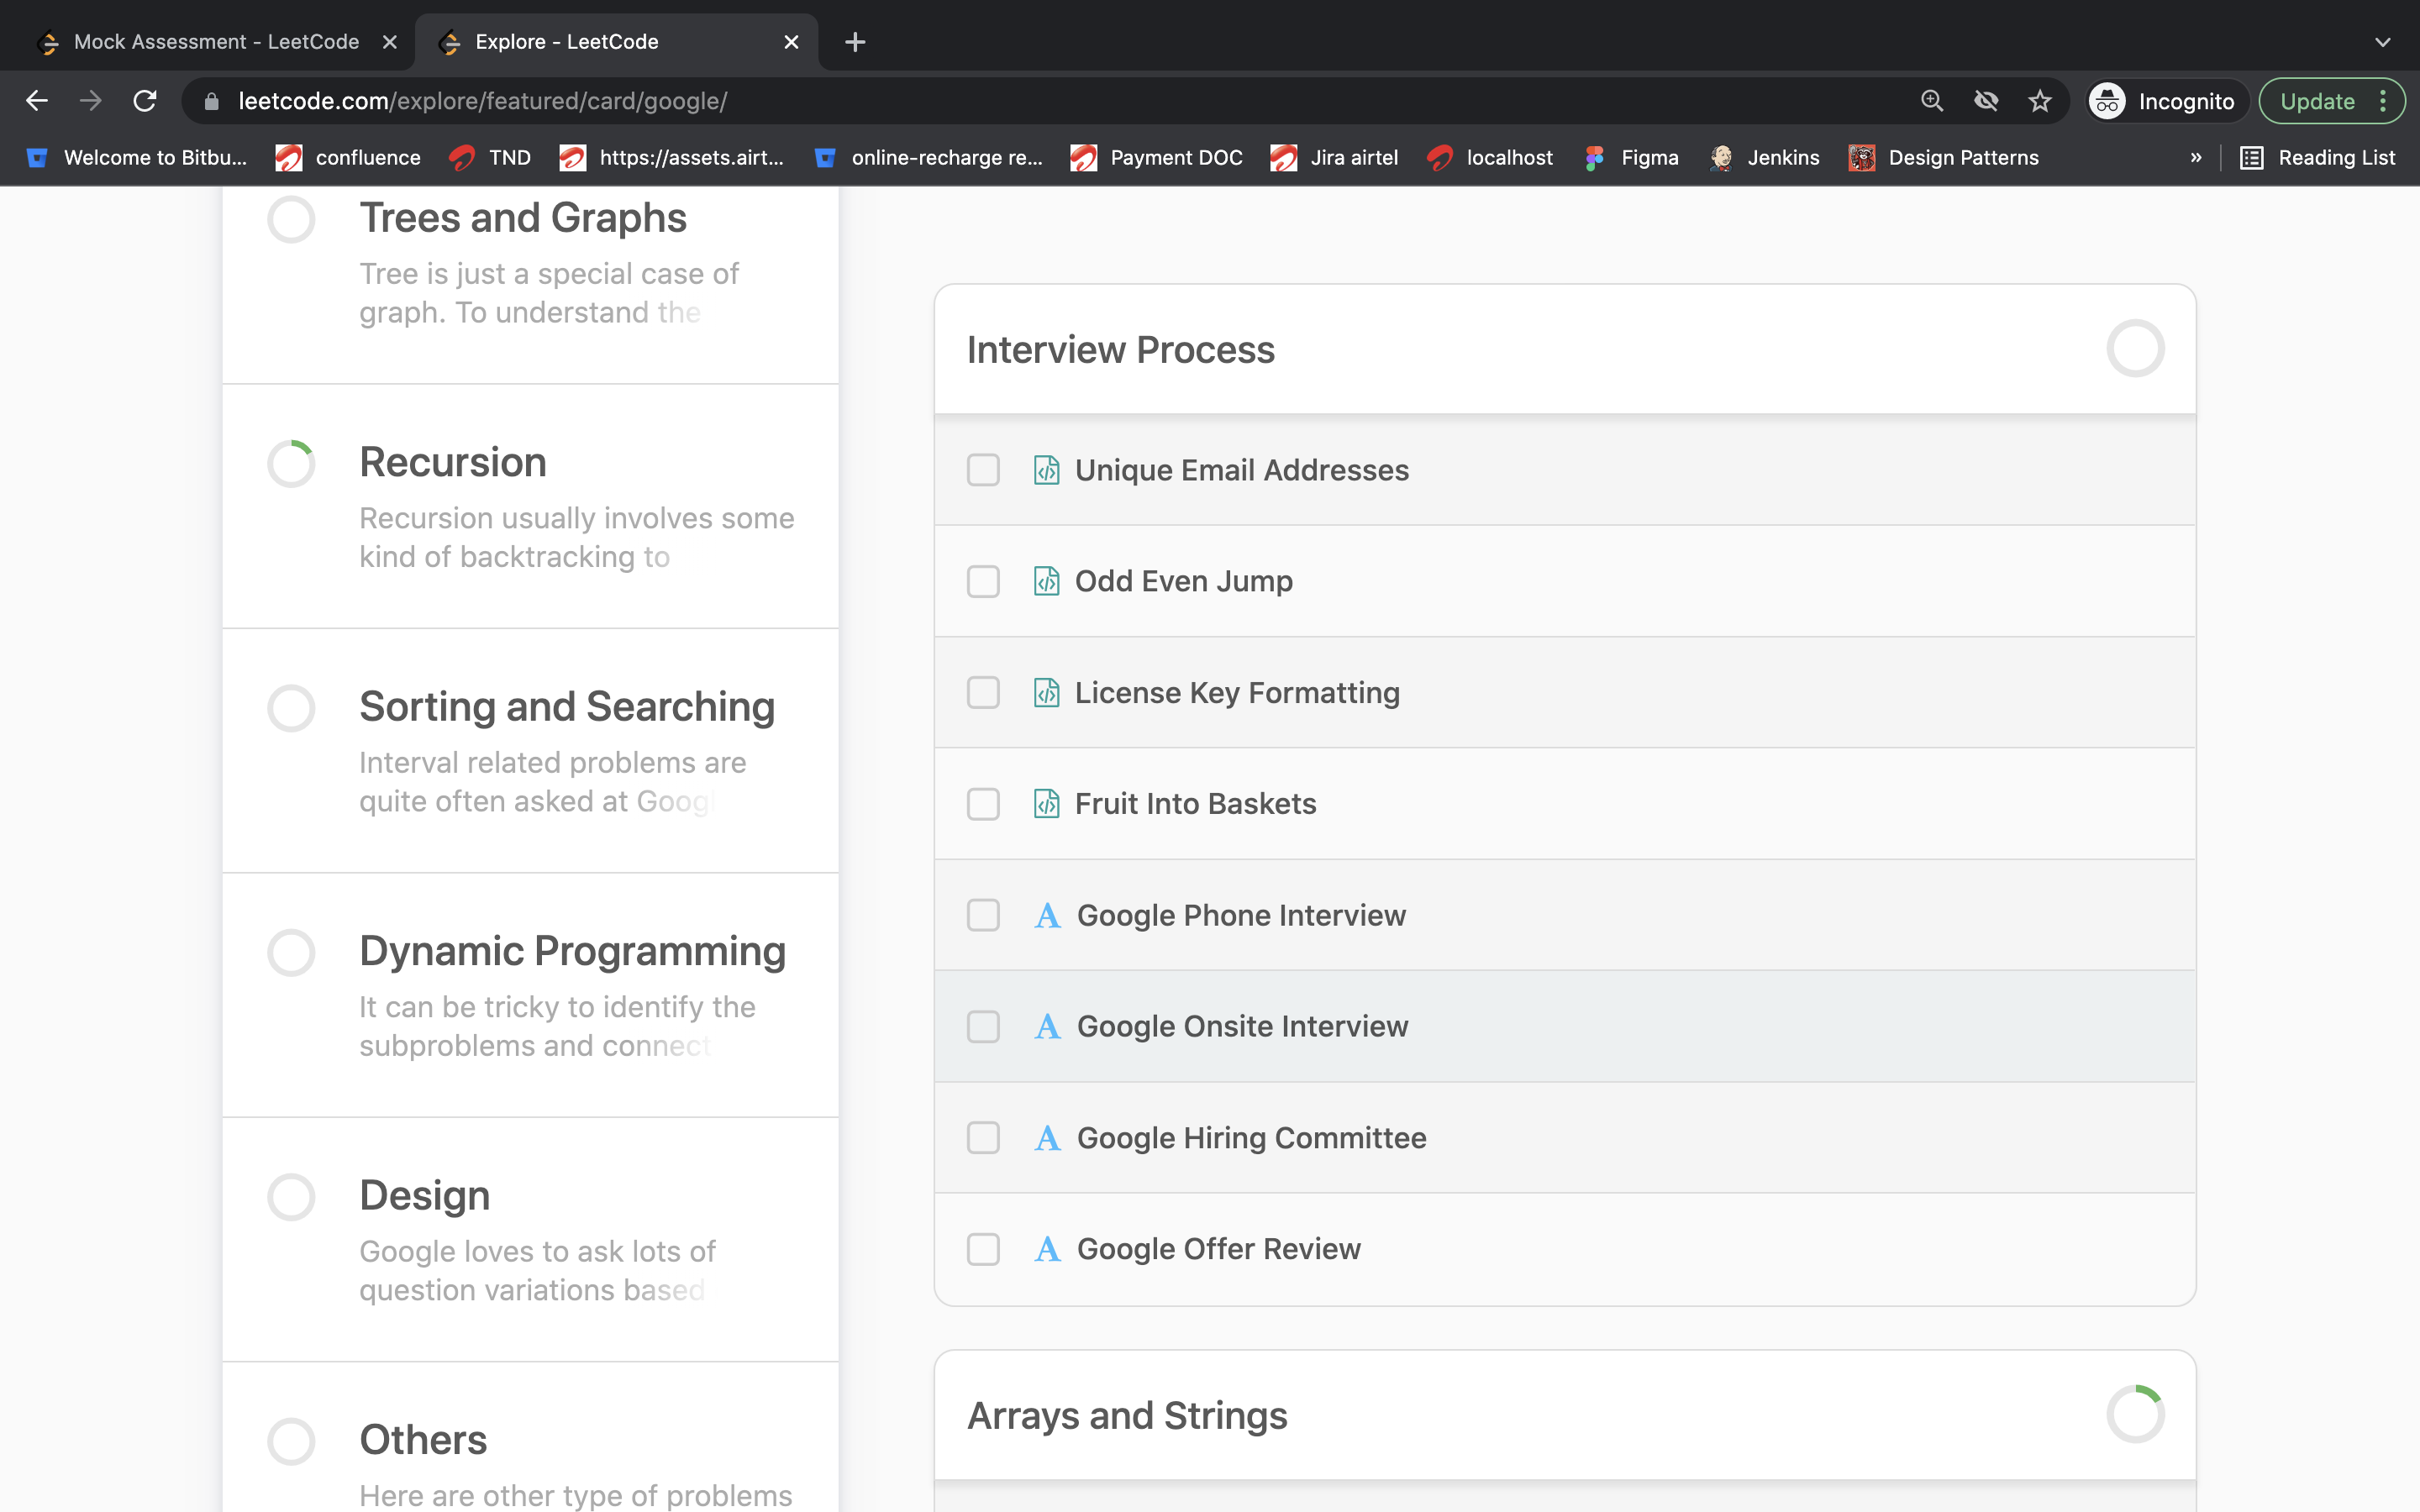 Mock Assessment - LeetCode
Explore - LeetCode
leetcode.com/explore/featured/card/google/
Incognito
Update
Welcome to Bitbu...
confluence
TND
https://assets.airt...
online-recharge re...
Payment DOC
Jira airtel
localhost
Figma
Jenkins
Design Patterns
»
Reading List
Trees and Graphs
Tree is just a special case of
graph. To understand the
Recursion
Recursion usually involves some
kind of backtracking to
Sorting and Searching
Interval related problems are
quite often asked at Googl
Dynamic Programming
It can be tricky to identify the
subproblems and connect
Design
Google loves to ask lots of
question variations based
Others
Here are other type of problems
Interview Process
Unique Email Addresses
Odd Even Jump
License Key Formatting
Fruit Into Baskets
A Google Phone Interview
A Google Onsite Interview
A Google Hiring Committee
A Google Offer Review
Arrays and Strings